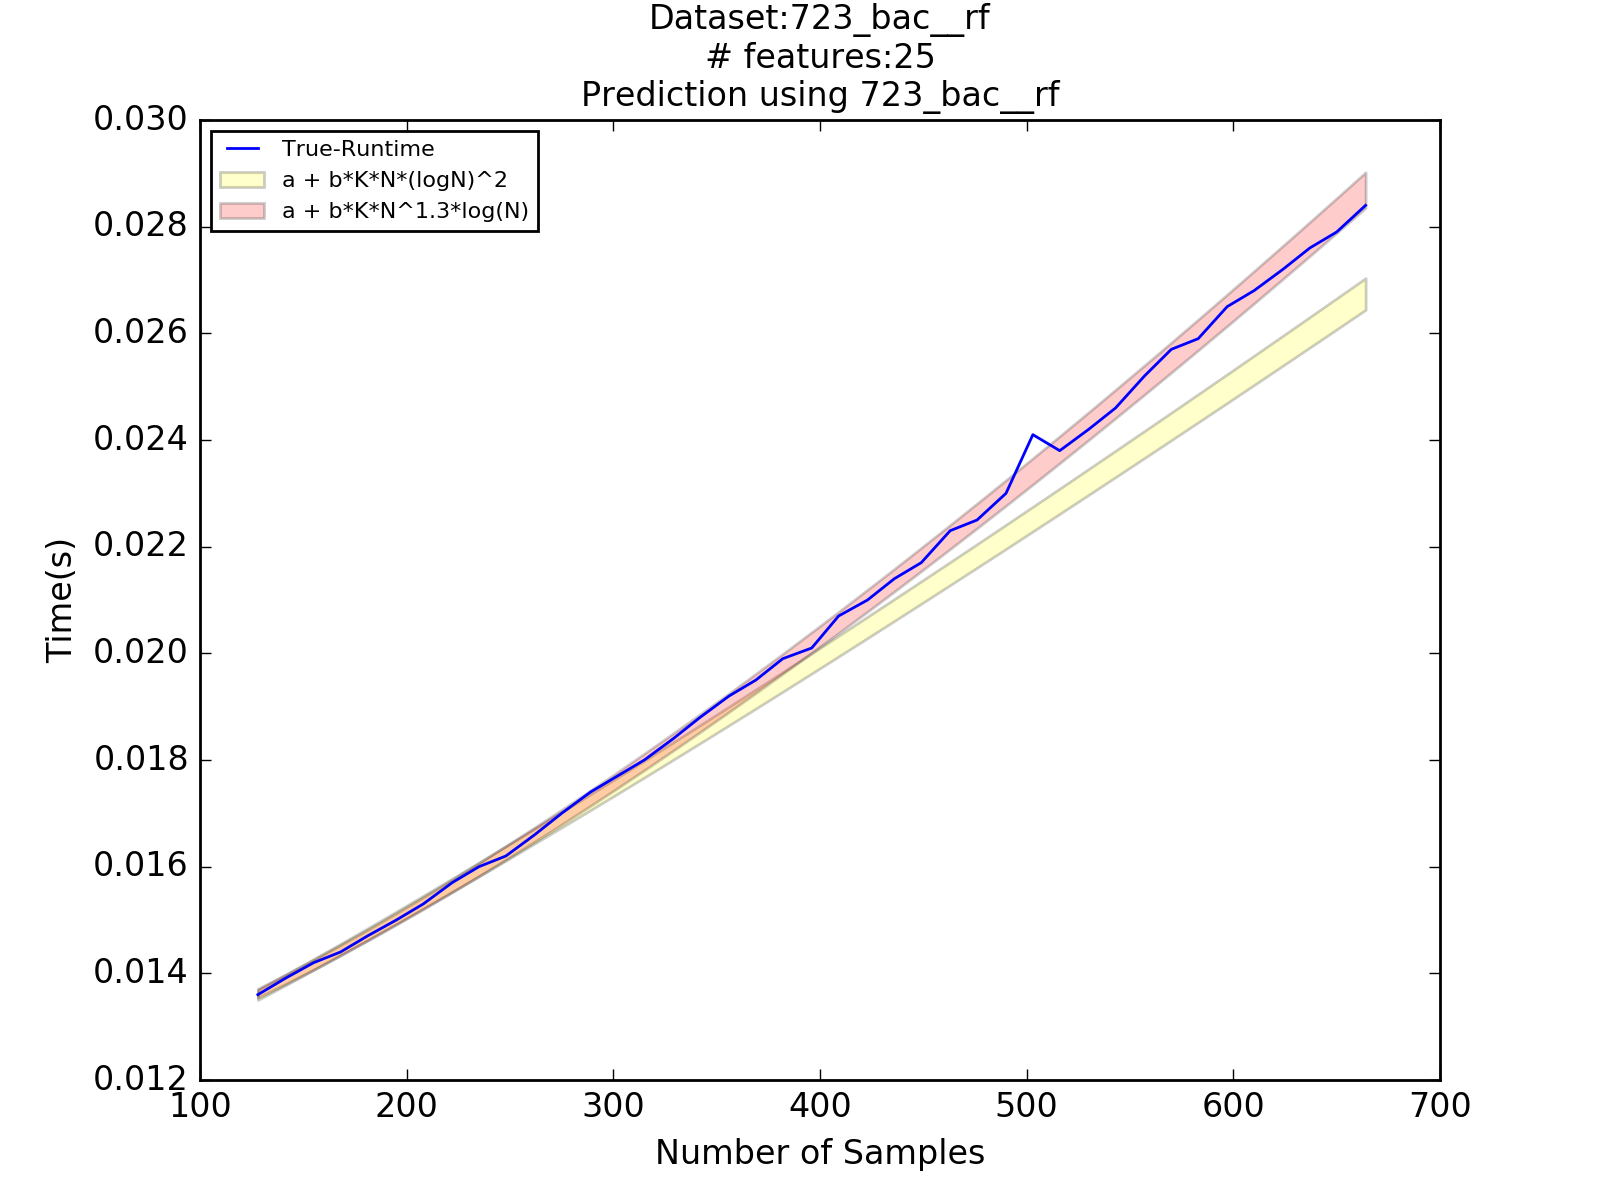 Dataset:723_bac__rf
# features:25
Prediction using 723_bac__rf
True-Runtime
a + b*K*N*(logN)^2
a + b*K*N^1.3*log(N)
0.030
0.028
0.026
0.024
0.022
0.020
0.018
0.016
0.014
0.012
Time(s)
100 200 300 400 500 600 700
Number of Samples